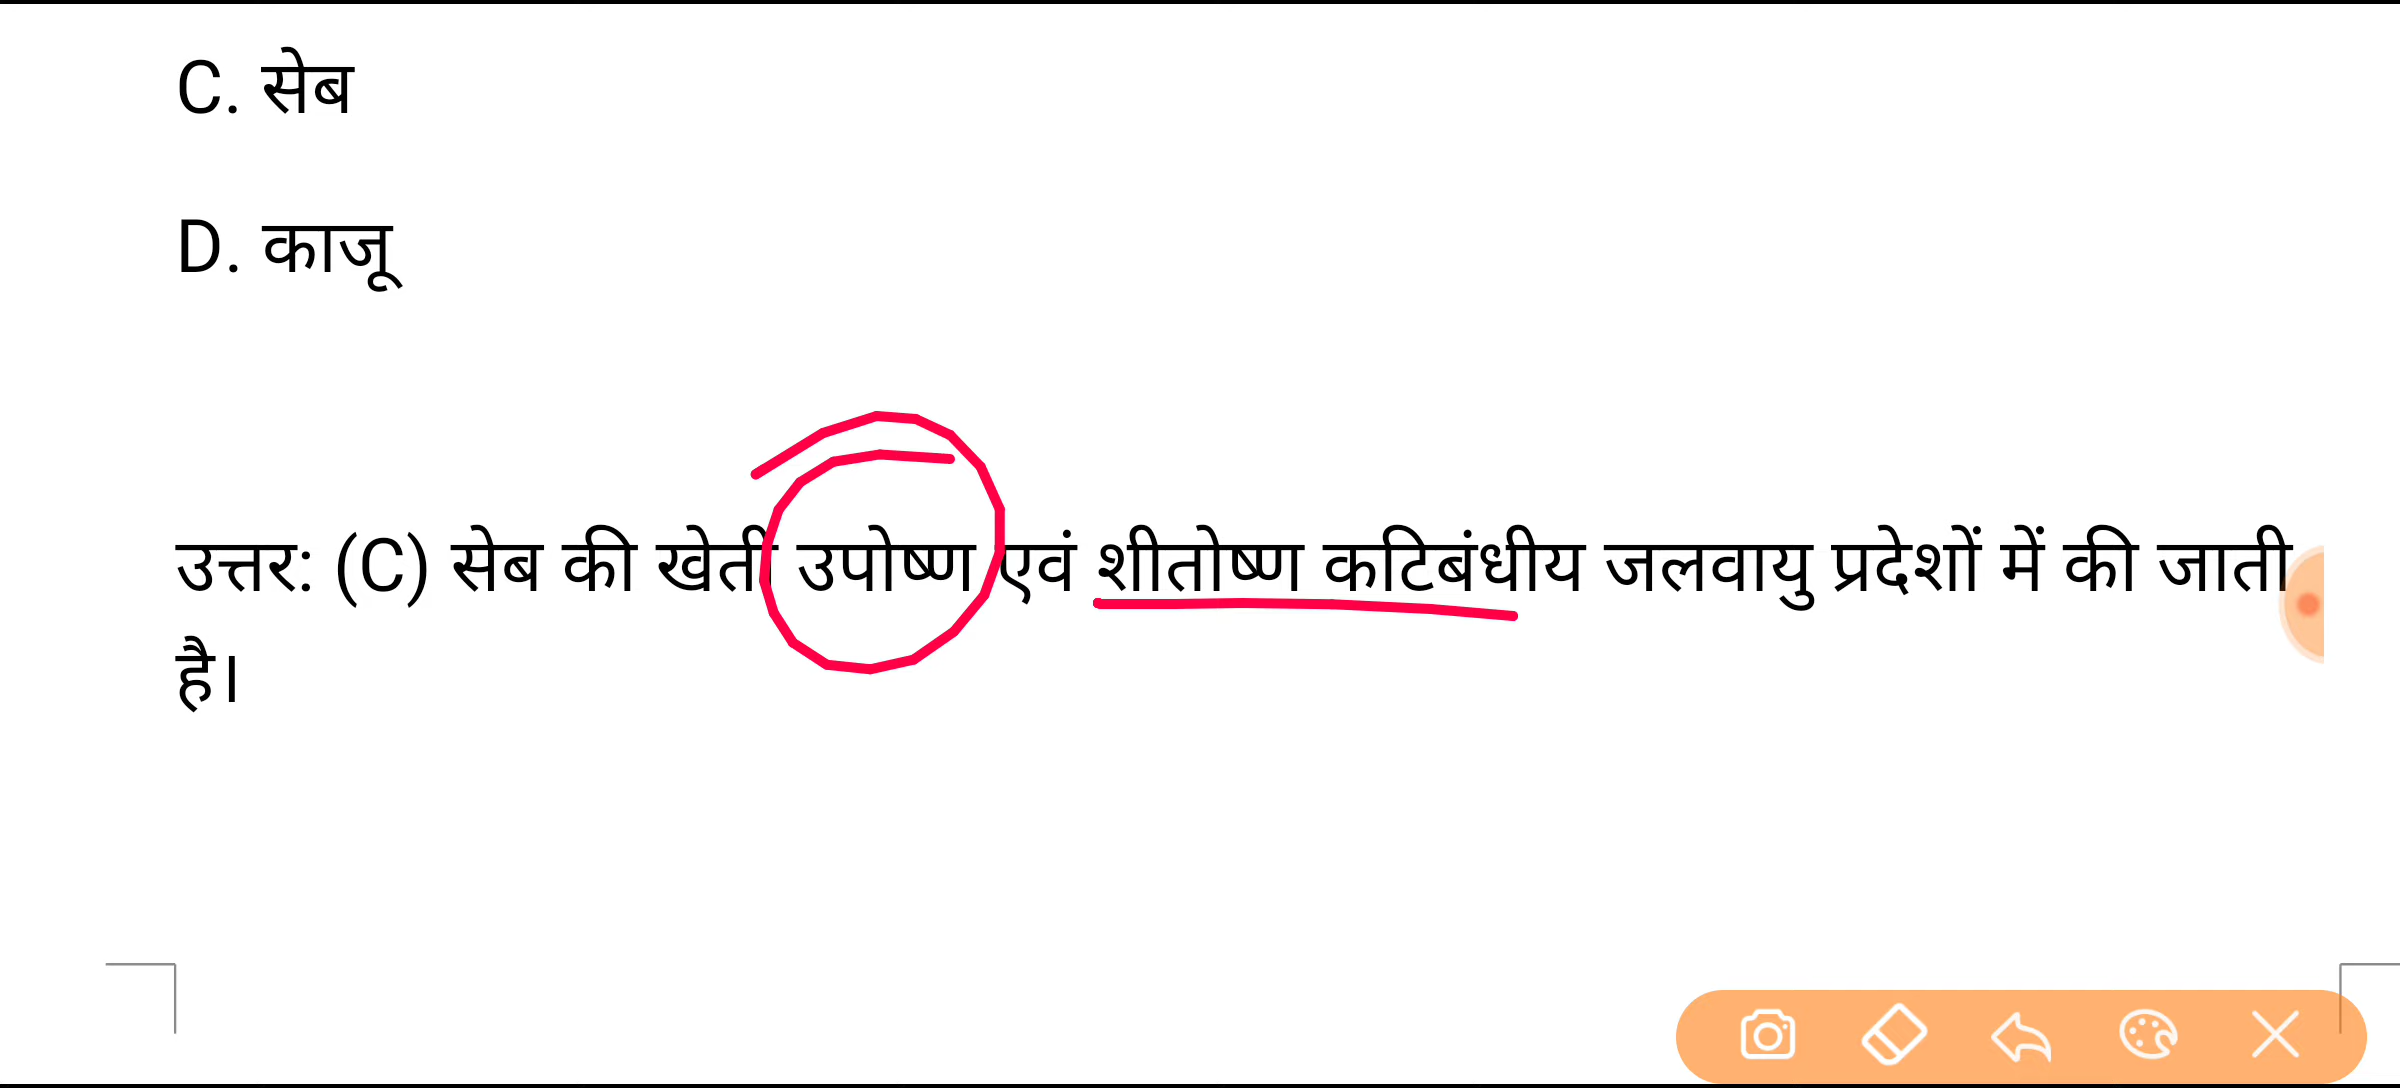 C. सेब
D. काजू
उत्तर: (C) सेब की खेती उपोष्ण एवं शीतोष्ण कटिबंधीय जलवायु प्रदेशों में की जाती
है।